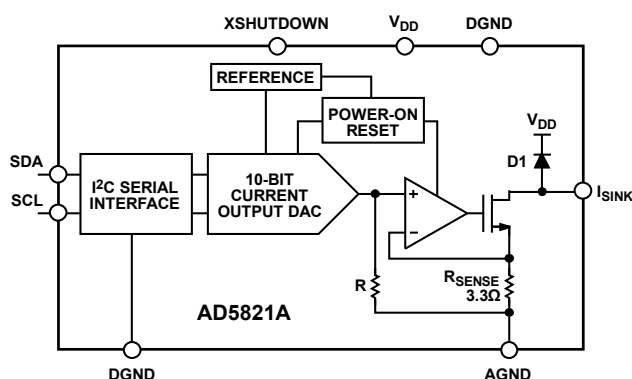 XSHUTDOWN
VDD
DGND
REFERENCE
POWER-ON
RESET
VDD
D1
SDA
SCL
I2C SERIAL
INTERFACE
10-BIT
CURRENT
OUTPUT DAC
+
−
ISINK
R
RSENSE
3.3Ω
AD5821A
DGND
AGND